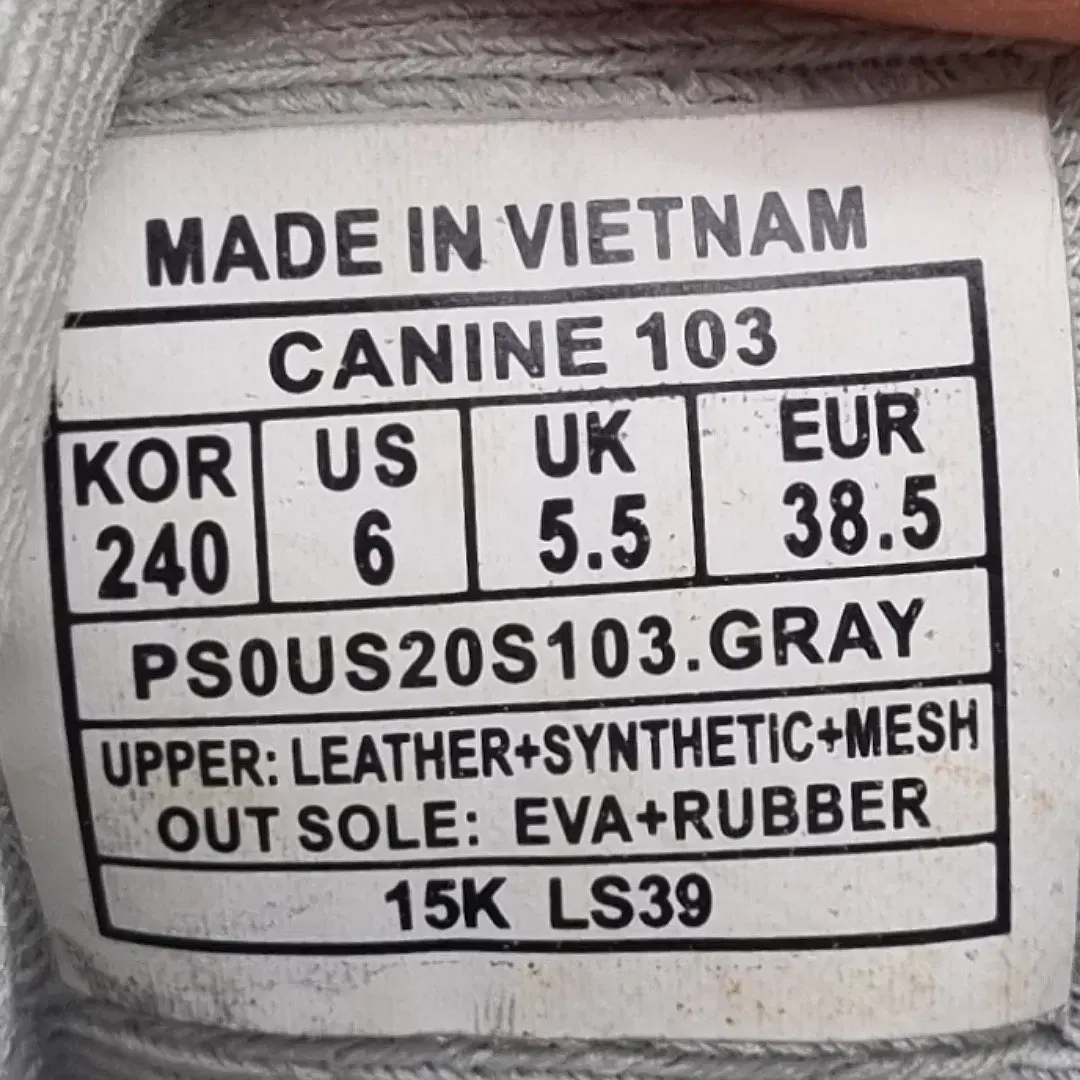 MADE IN VIETNAM
CANINE 103
KOR US UK EUR
240 6 5.5 38.5
PS0US20S103.GRAY
UPPER: LEATHER+SYNTHETIC+MESH
OUT SOLE: EVA+RUBBER
15K LS39